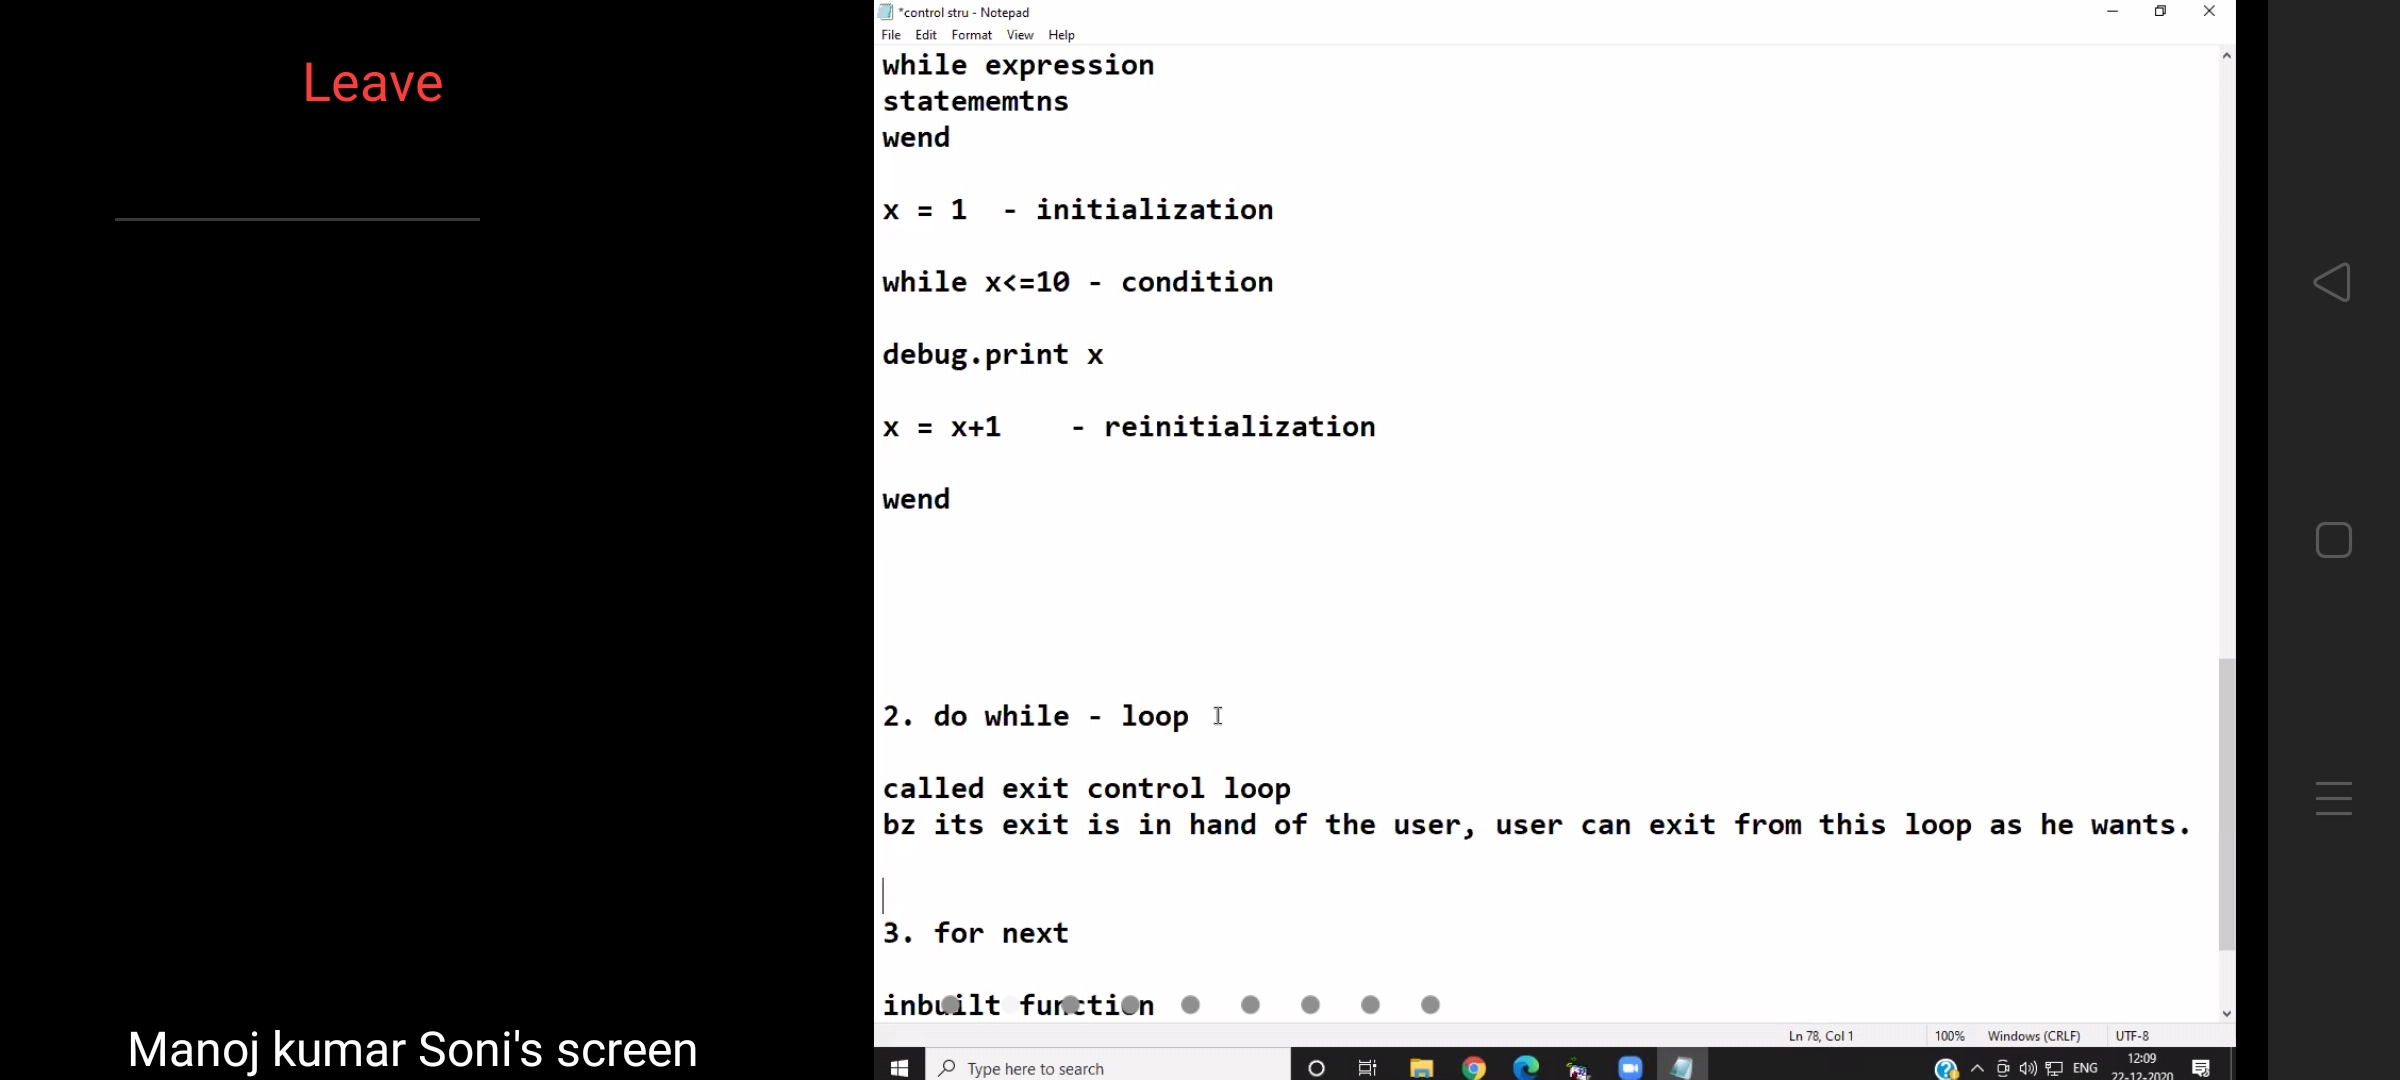 Leave
Manoj kumar Soni's screen
*control stru - Notepad
File Edit Format View Help
while expression
statememtns
wend
x = 1 - initialization
while x<=10 - condition
debug.print x
x = x+1 - reinitialization
wend
2. do while - loop
called exit control loop
bz its exit is in hand of the user, user can exit from this loop as he wants.
3. for next
inbuilt function
Ln 78, Col 1 100% Windows (CRLF) UTF-8
Type here to search
ENG
12:09
22-12-2020